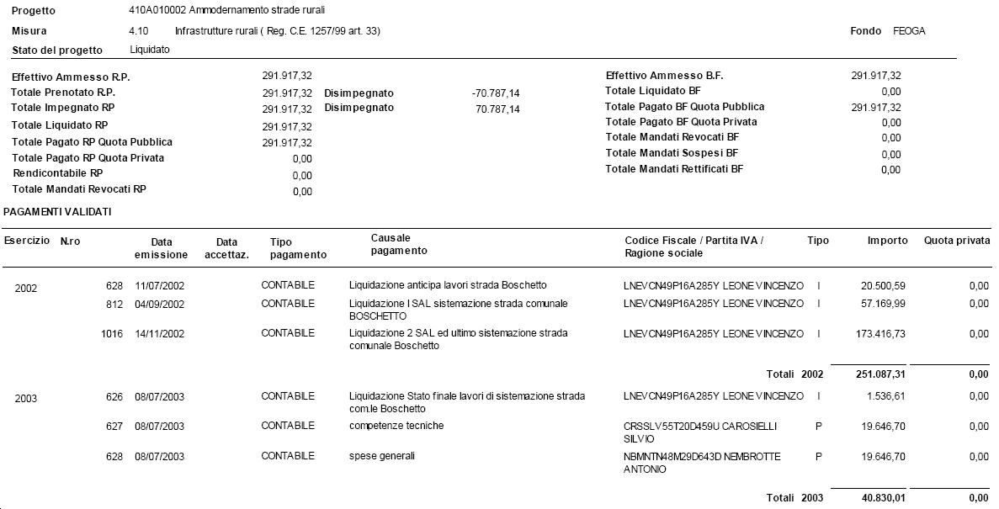 Progetto 410A010002 Ammodernamento strade rurali
Misura 4.10 Infrastrutture rurali ( Reg. C.E. 1257/99 art. 33) Fondo FEOGA
Stato del progetto Liquidato
Effettivo Ammesso R.P. 291.917,32 Effettivo Ammesso B.F. 291.917,32
Totale Prenotato R.P. 291.917,32 Disimpegnato -70.787,14 Totale Liquidato BF 0,00
Totale Impegnato RP 291.917,32 Disimpegnato 70.787,14 Totale Pagato BF Quota Pubblica 291.917,32
Totale Liquidato RP 291.917,32 Totale Pagato BF Quota Privata 0,00
Totale Pagato RP Quota Pubblica 291.917,32 Totale Mandati Revocati BF 0,00
Totale Pagato RP Quota Privata 0,00 Totale Mandati Sospesi BF 0,00
Rendicontabile RP 0,00 Totale Mandati Rettificati BF 0,00
Totale Mandati Revocati RP 0,00
PAGAMENTI VALIDATI
Esercizio N.ro Data emissione Data accettaz. Tipo pagamento Causale pagamento Codice Fiscale / Partita IVA / Ragione sociale Tipo Importo Quota privata
2002 628 11/07/2002 CONTABILE Liquidazione anticipa lavori strada Boschetto LNEVCN49P16A285Y LEONE VINCENZO I 20.500,59 0,00
812 04/09/2002 CONTABILE Liquidazione I SAL sistemazione strada comunale LNEVCN49P16A285Y LEONE VINCENZO I 57.169,99 0,00
BOSCHETTO
1016 14/11/2002 CONTABILE Liquidazione 2 SAL ed ultimo sistemazione strada LNEVCN49P16A285Y LEONE VINCENZO I 173.416,73 0,00
comunale Boschetto
Totali 2002 251.087,31 0,00
2003 626 08/07/2003 CONTABILE Liquidazione Stato finale lavori di sistemazione strada LNEVCN49P16A285Y LEONE VINCENZO I 1.536,61 0,00
com.le Boschetto
627 08/07/2003 CONTABILE competenze tecniche CRSSLV55T20D459U CAROSIELLI P 19.646,70 0,00
SILVIO
628 08/07/2003 CONTABILE spese generali NBMNTN48M29D643D NEMBROTTE P 19.646,70 0,00
ANTONIO
Totali 2003 40.830,01 0,00